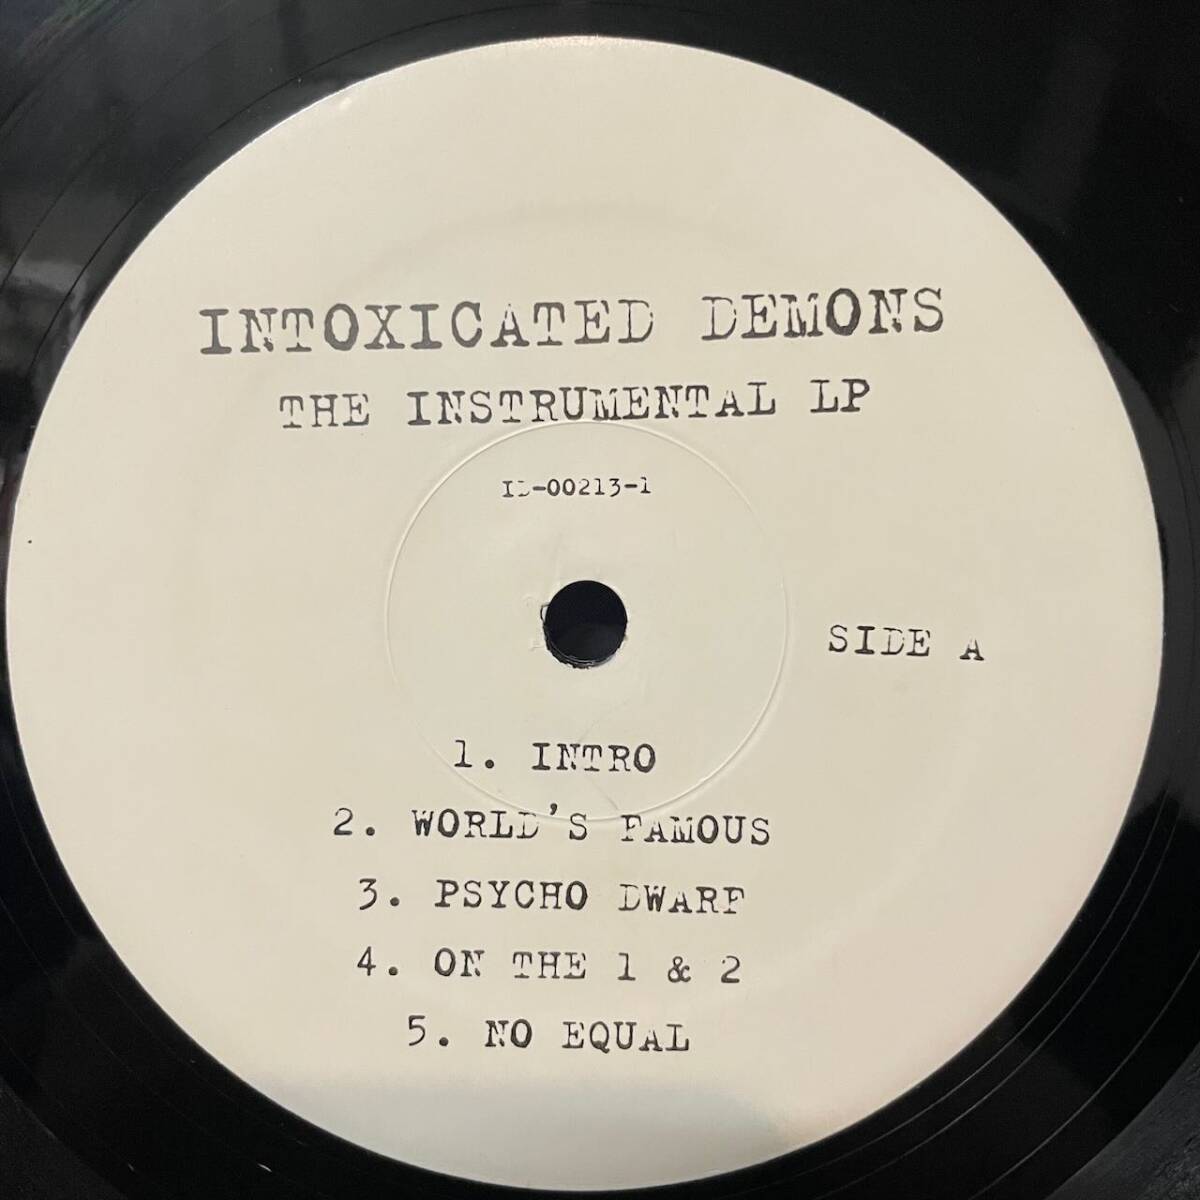 INTOXICATED DEMONS
THE INSTRUMENTAL LP
ID-00213-1
SIDE A
1. INTRO
2. WORLD'S FAMOUS
3. PSYCHO DWARF
4. ON THE 1 & 2
5. NO EQUAL